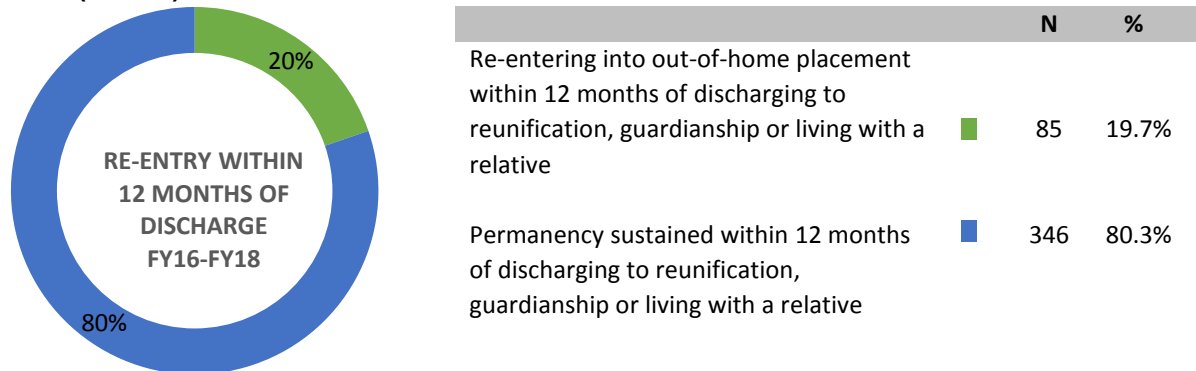 20%
80%
RE-ENTRY WITHIN
12 MONTHS OF
DISCHARGE
FY16-FY18
N %
Re-entering into out-of-home placement
within 12 months of discharging to
reunification, guardianship or living with a
relative
85 19.7%
Permanency sustained within 12 months
of discharging to reunification,
guardianship or living with a relative
346 80.3%